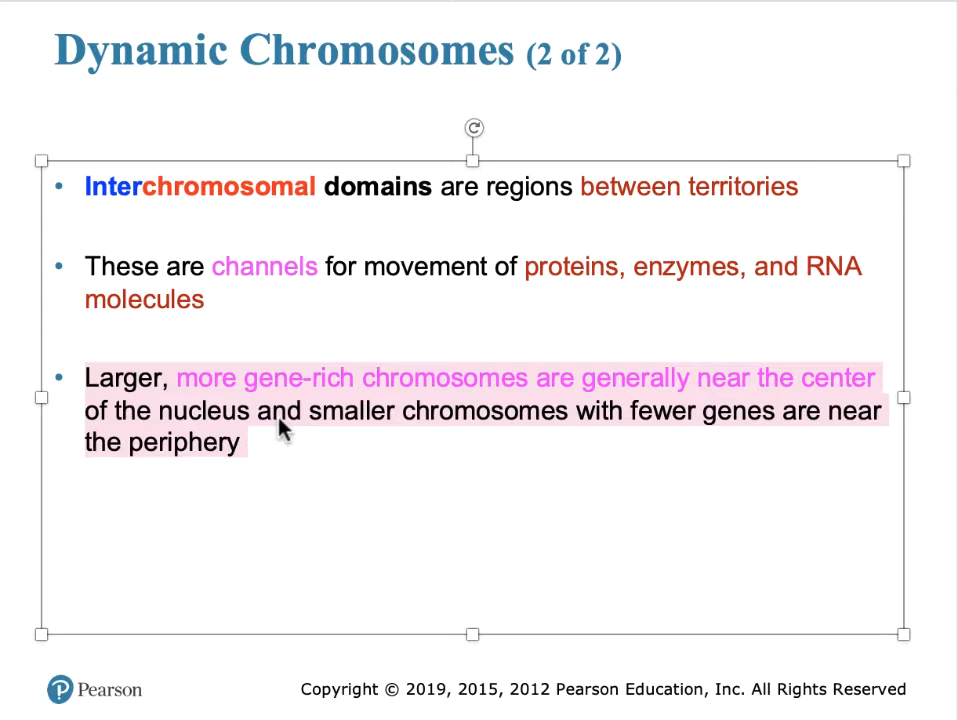 Dynamic Chromosomes (2 of 2)
• Interchromosomal domains are regions between territories
• These are channels for movement of proteins, enzymes, and RNA
molecules
• Larger, more gene-rich chromosomes are generally near the center
of the nucleus and smaller chromosomes with fewer genes are near
the periphery
Pearson
Copyright © 2019, 2015, 2012 Pearson Education, Inc. All Rights Reserved